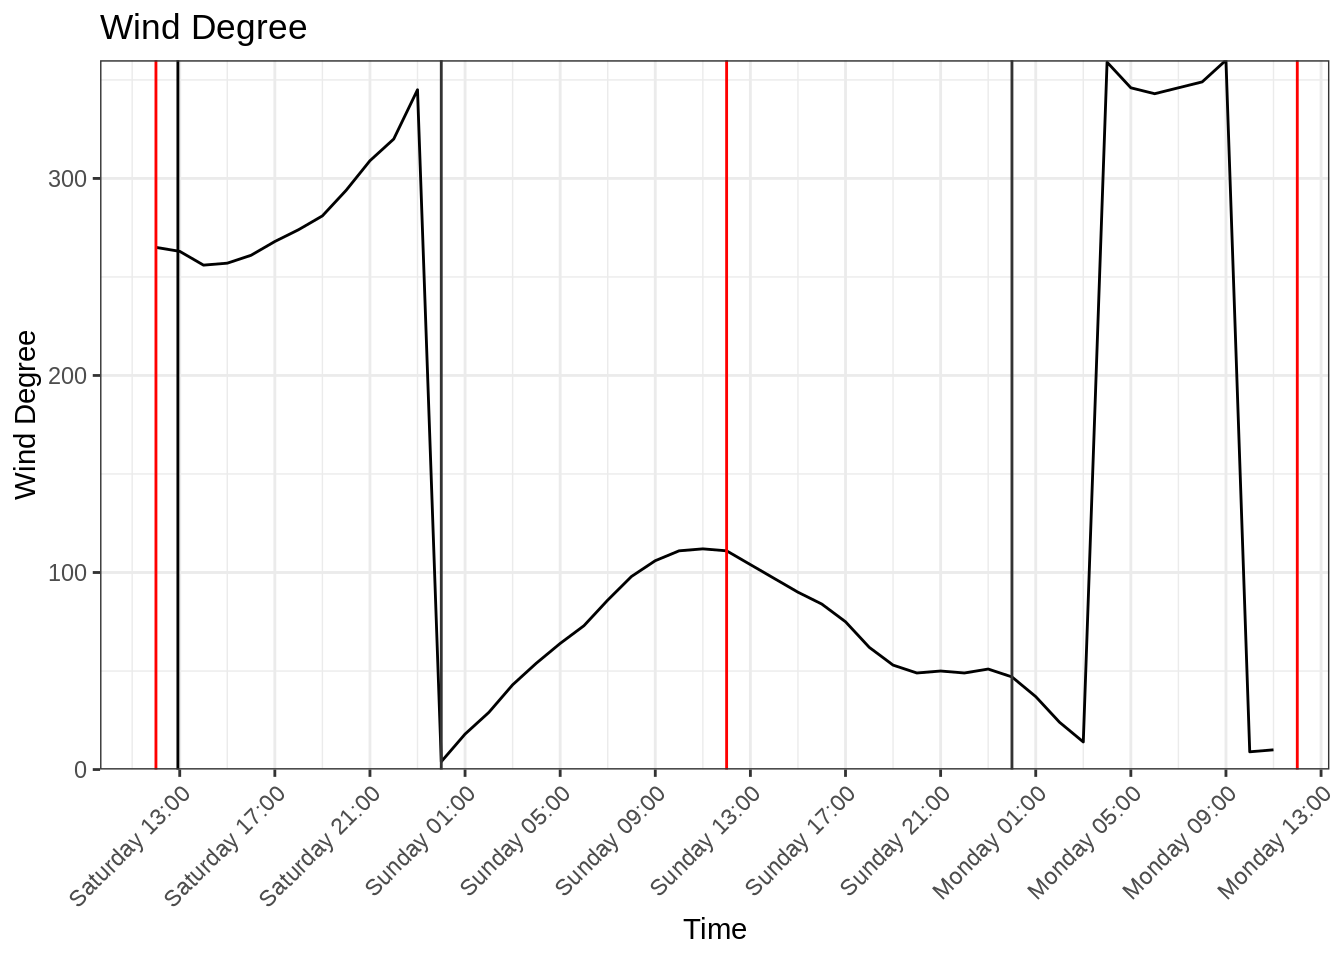 Wind Degree
Wind Degree
300
200
100
0
Saturday 13:00
Saturday 17:00
Saturday 21:00
Sunday 01:00
Sunday 05:00
Sunday 09:00
Sunday 13:00
Sunday 17:00
Sunday 21:00
Monday 01:00
Monday 05:00
Monday 09:00
Monday 13:00
Time